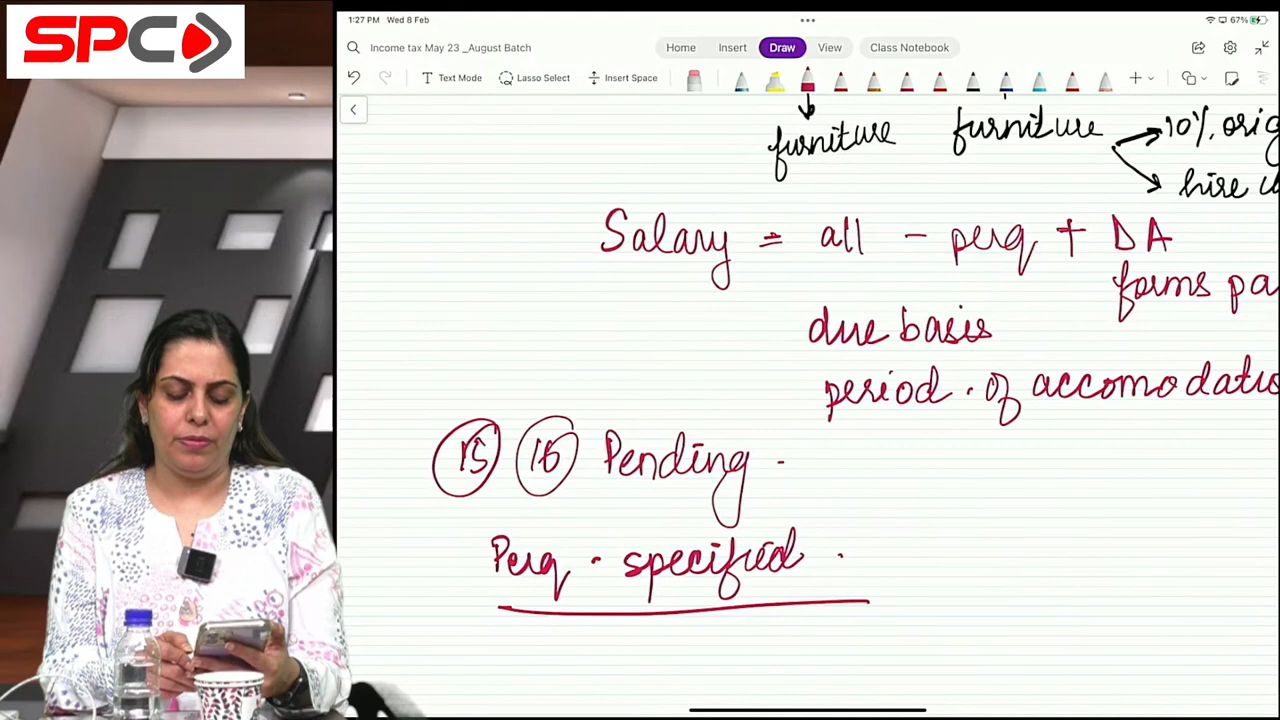 SPC
1:27 PM Wed 8 Feb
67%
Income tax May 23 _August Batch
Home Insert Draw View Class Notebook
Text Mode Lasso Select Insert Space
furniture furniture 10% orig
hire
Salary = all - perq + DA
forms pa
due basis
period . of accomodatio
15 16 Pending .
Perq . specified .